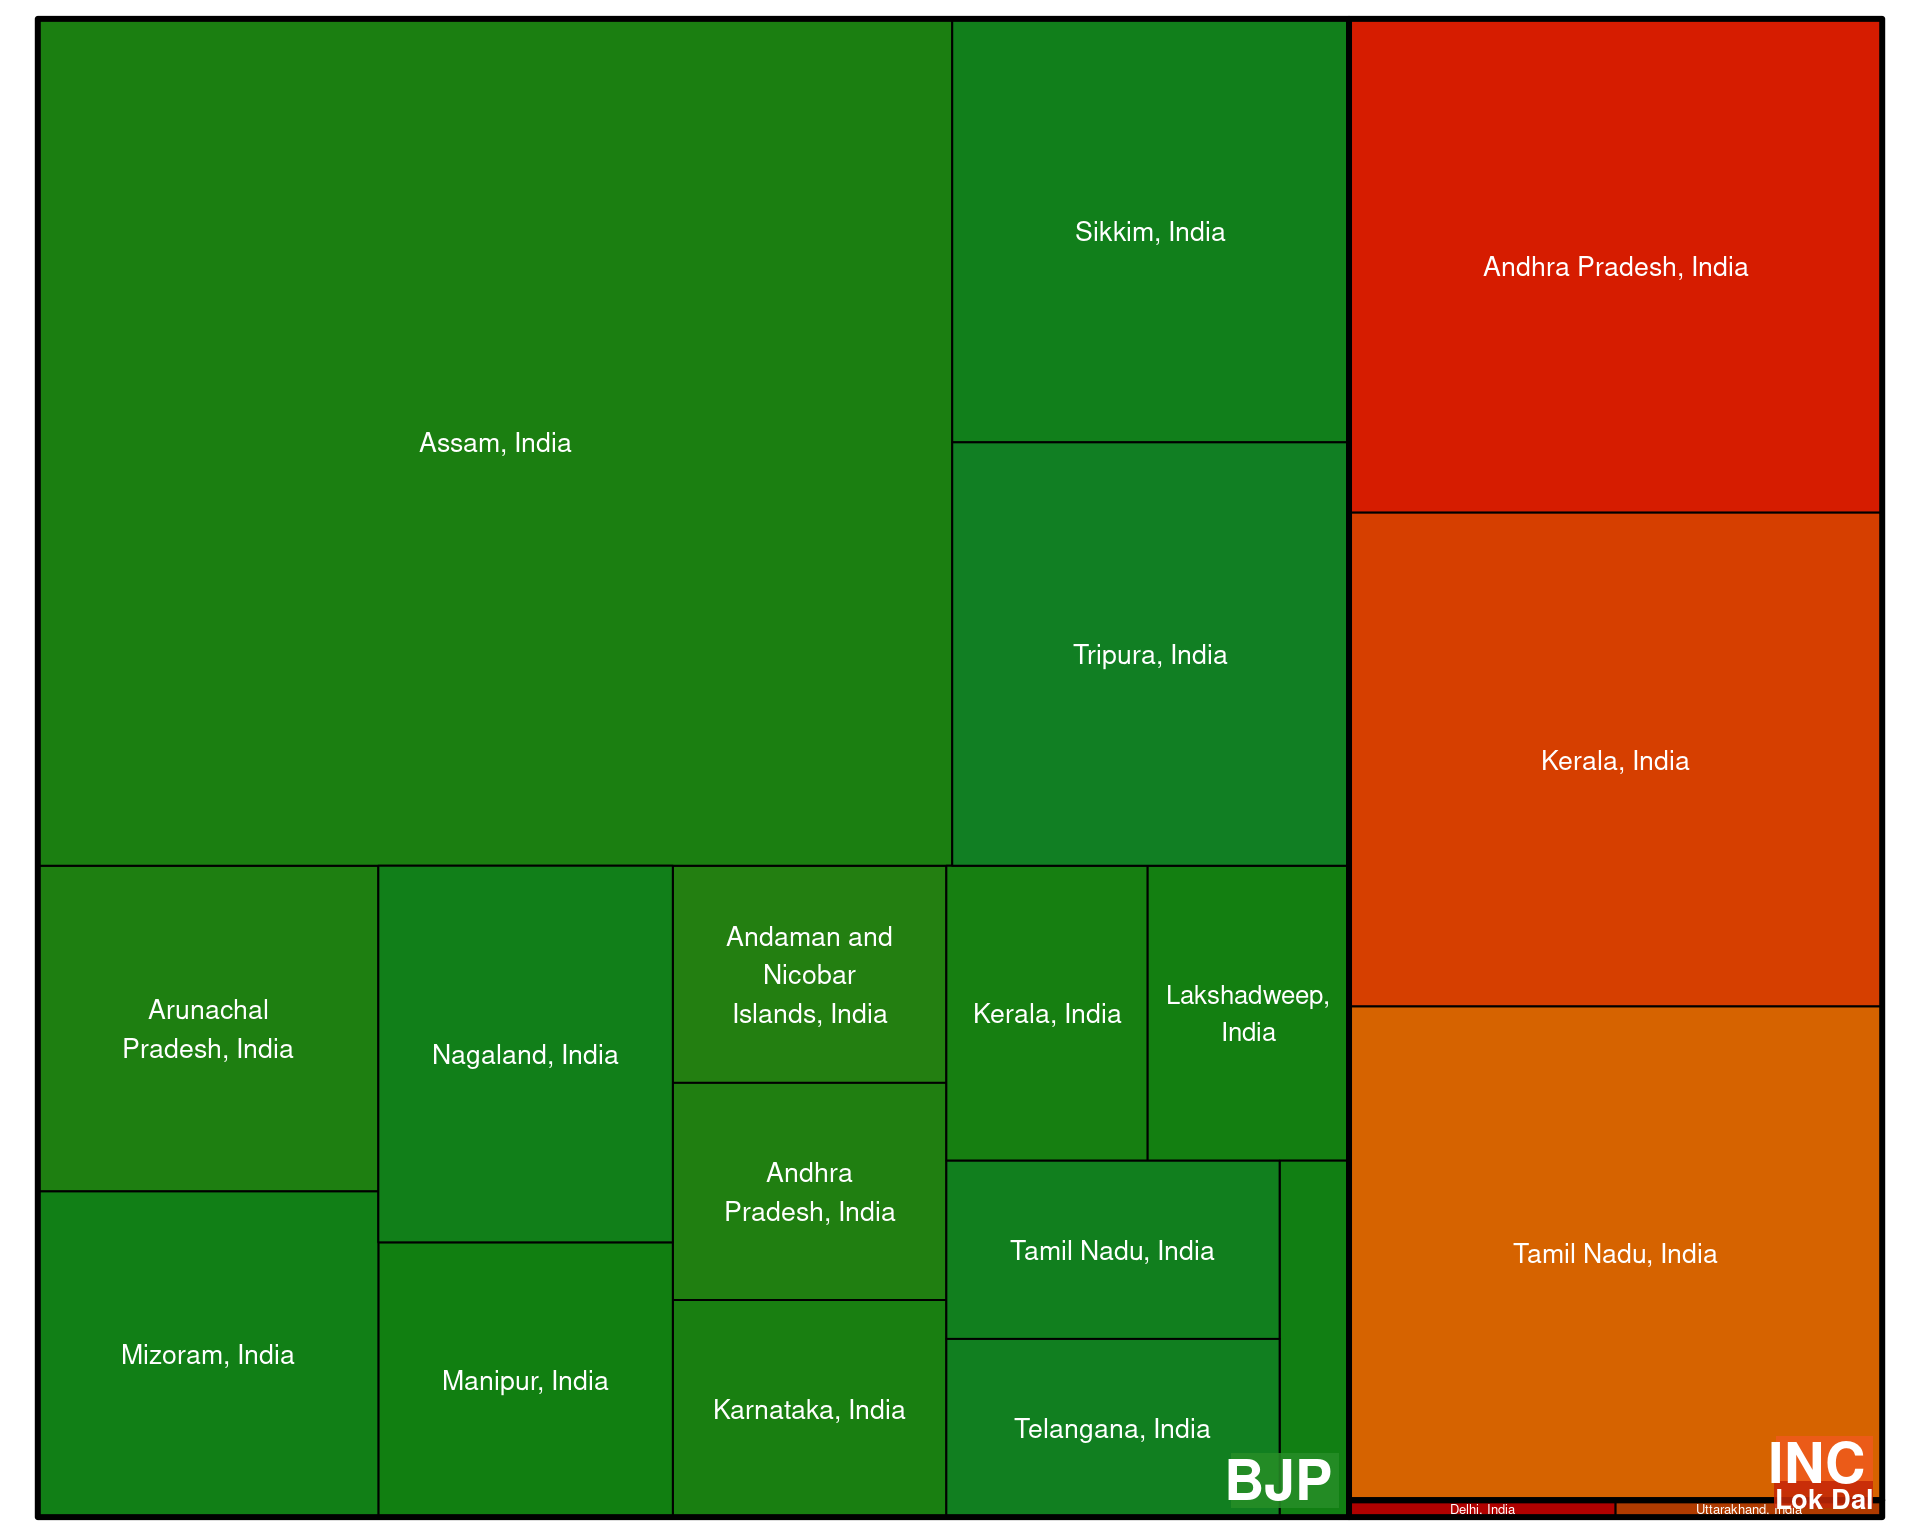 Assam, India
Sikkim, India
Tripura, India
Arunachal
Pradesh, India
Mizoram, India
Nagaland, India
Manipur, India
Andaman and
Nicobar
Islands, India
Andhra
Pradesh, India
Karnataka, India
Kerala, India
Lakshadweep,
India
Tamil Nadu, India
Telangana, India
BJP
Andhra Pradesh, India
Kerala, India
Tamil Nadu, India
INC
Lok Dal
Delhi, India
Uttarakhand, India